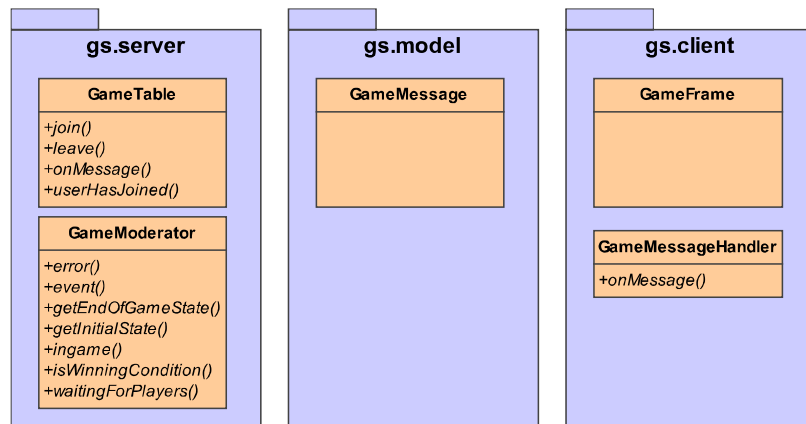 gs.server
GameTable
+join()
+leave()
+onMessage()
+userHasJoined()
GameModerator
+error()
+event()
+getEndOfGameState()
+getInitialState()
+ingame()
+isWinningCondition()
+waitingForPlayers()
gs.model
GameMessage
gs.client
GameFrame
GameMessageHandler
+onMessage()